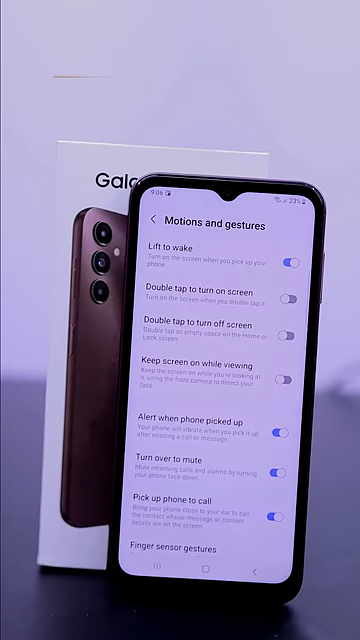 Gala
9:06
23%
Motions and gestures
Lift to wake
Turn on the screen when you pick up your
phone.
Double tap to turn on screen
Turn on the screen when you double tap it.
Double tap to turn off screen
Double tap an empty space on the Home or
Lock screen.
Keep screen on while viewing
Keep the screen on while you're looking at
it, using the front camera to detect your
face.
Alert when phone picked up
Your phone will vibrate when you pick it up
after missing a call or message.
Turn over to mute
Mute incoming calls and alarms by turning
your phone face down.
Pick up phone to call
Bring your phone close to your ear to call
the contact whose message or contact
details are on the screen.
Finger sensor gestures